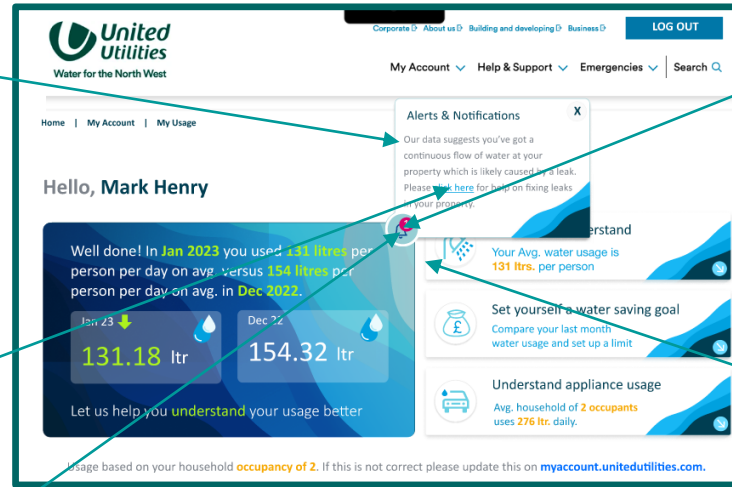 United
Utilities
Water for the North West
Corporate About us Building and developing Business LOG OUT
My Account Help & Support Emergencies Search
Home | My Account | My Usage
Alerts & Notifications X
Our data suggests you've got a
continuous flow of water at your
property which is likely caused by a leak.
Please click here for help on fixing leaks
in your property.
Hello, Mark Henry
Well done! In Jan 2023 you used 131 litres per
person per day on avg. versus 154 litres per
person per day on avg. in Dec 2022.
Jan 23
131.18 ltr
Dec 22
154.32 ltr
Let us help you understand your usage better
erstand
Your Avg. water usage is
131 ltrs. per person
Set yourself a water saving goal
£
Compare your last month
water usage and set up a limit
Understand appliance usage
Avg. household of 2 occupants
uses 276 ltr. daily.
Usage based on your household occupancy of 2. If this is not correct please update this on myaccount.unitedutilities.com.